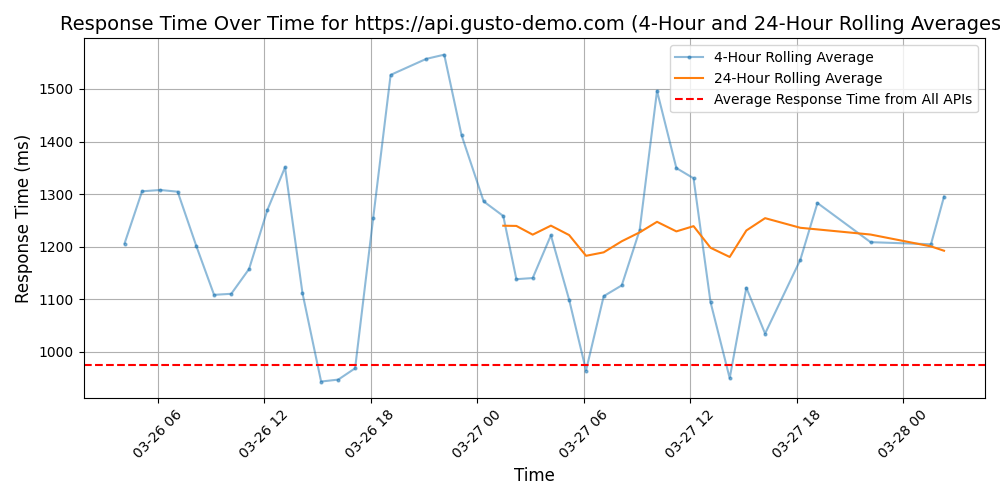 Response Time Over Time for https://api.gusto-demo.com (4-Hour and 24-Hour Rolling Averages
4-Hour Rolling Average
24-Hour Rolling Average
Average Response Time from All APIs
Response Time (ms)
1500
1400
1300
1200
1100
1000
03-26 06
03-26 12
03-26 18
03-27 00
03-27 06
03-27 12
03-27 18
03-28 00
Time